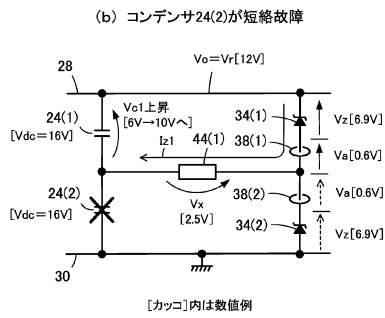 (b) コンデンサ24(2)が短絡故障
28
Vo=Vr[12V]
24(1)
[Vdc=16V]
Vc1上昇
[6V→10Vへ]
Iz1
44(1)
34(1)
38(1)
Vz[6.9V]
Va[0.6V]
24(2)
[Vdc=16V]
Vx
[2.5V]
38(2)
34(2)
Va[0.6V]
Vz[6.9V]
30
[カッコ]内は数値例